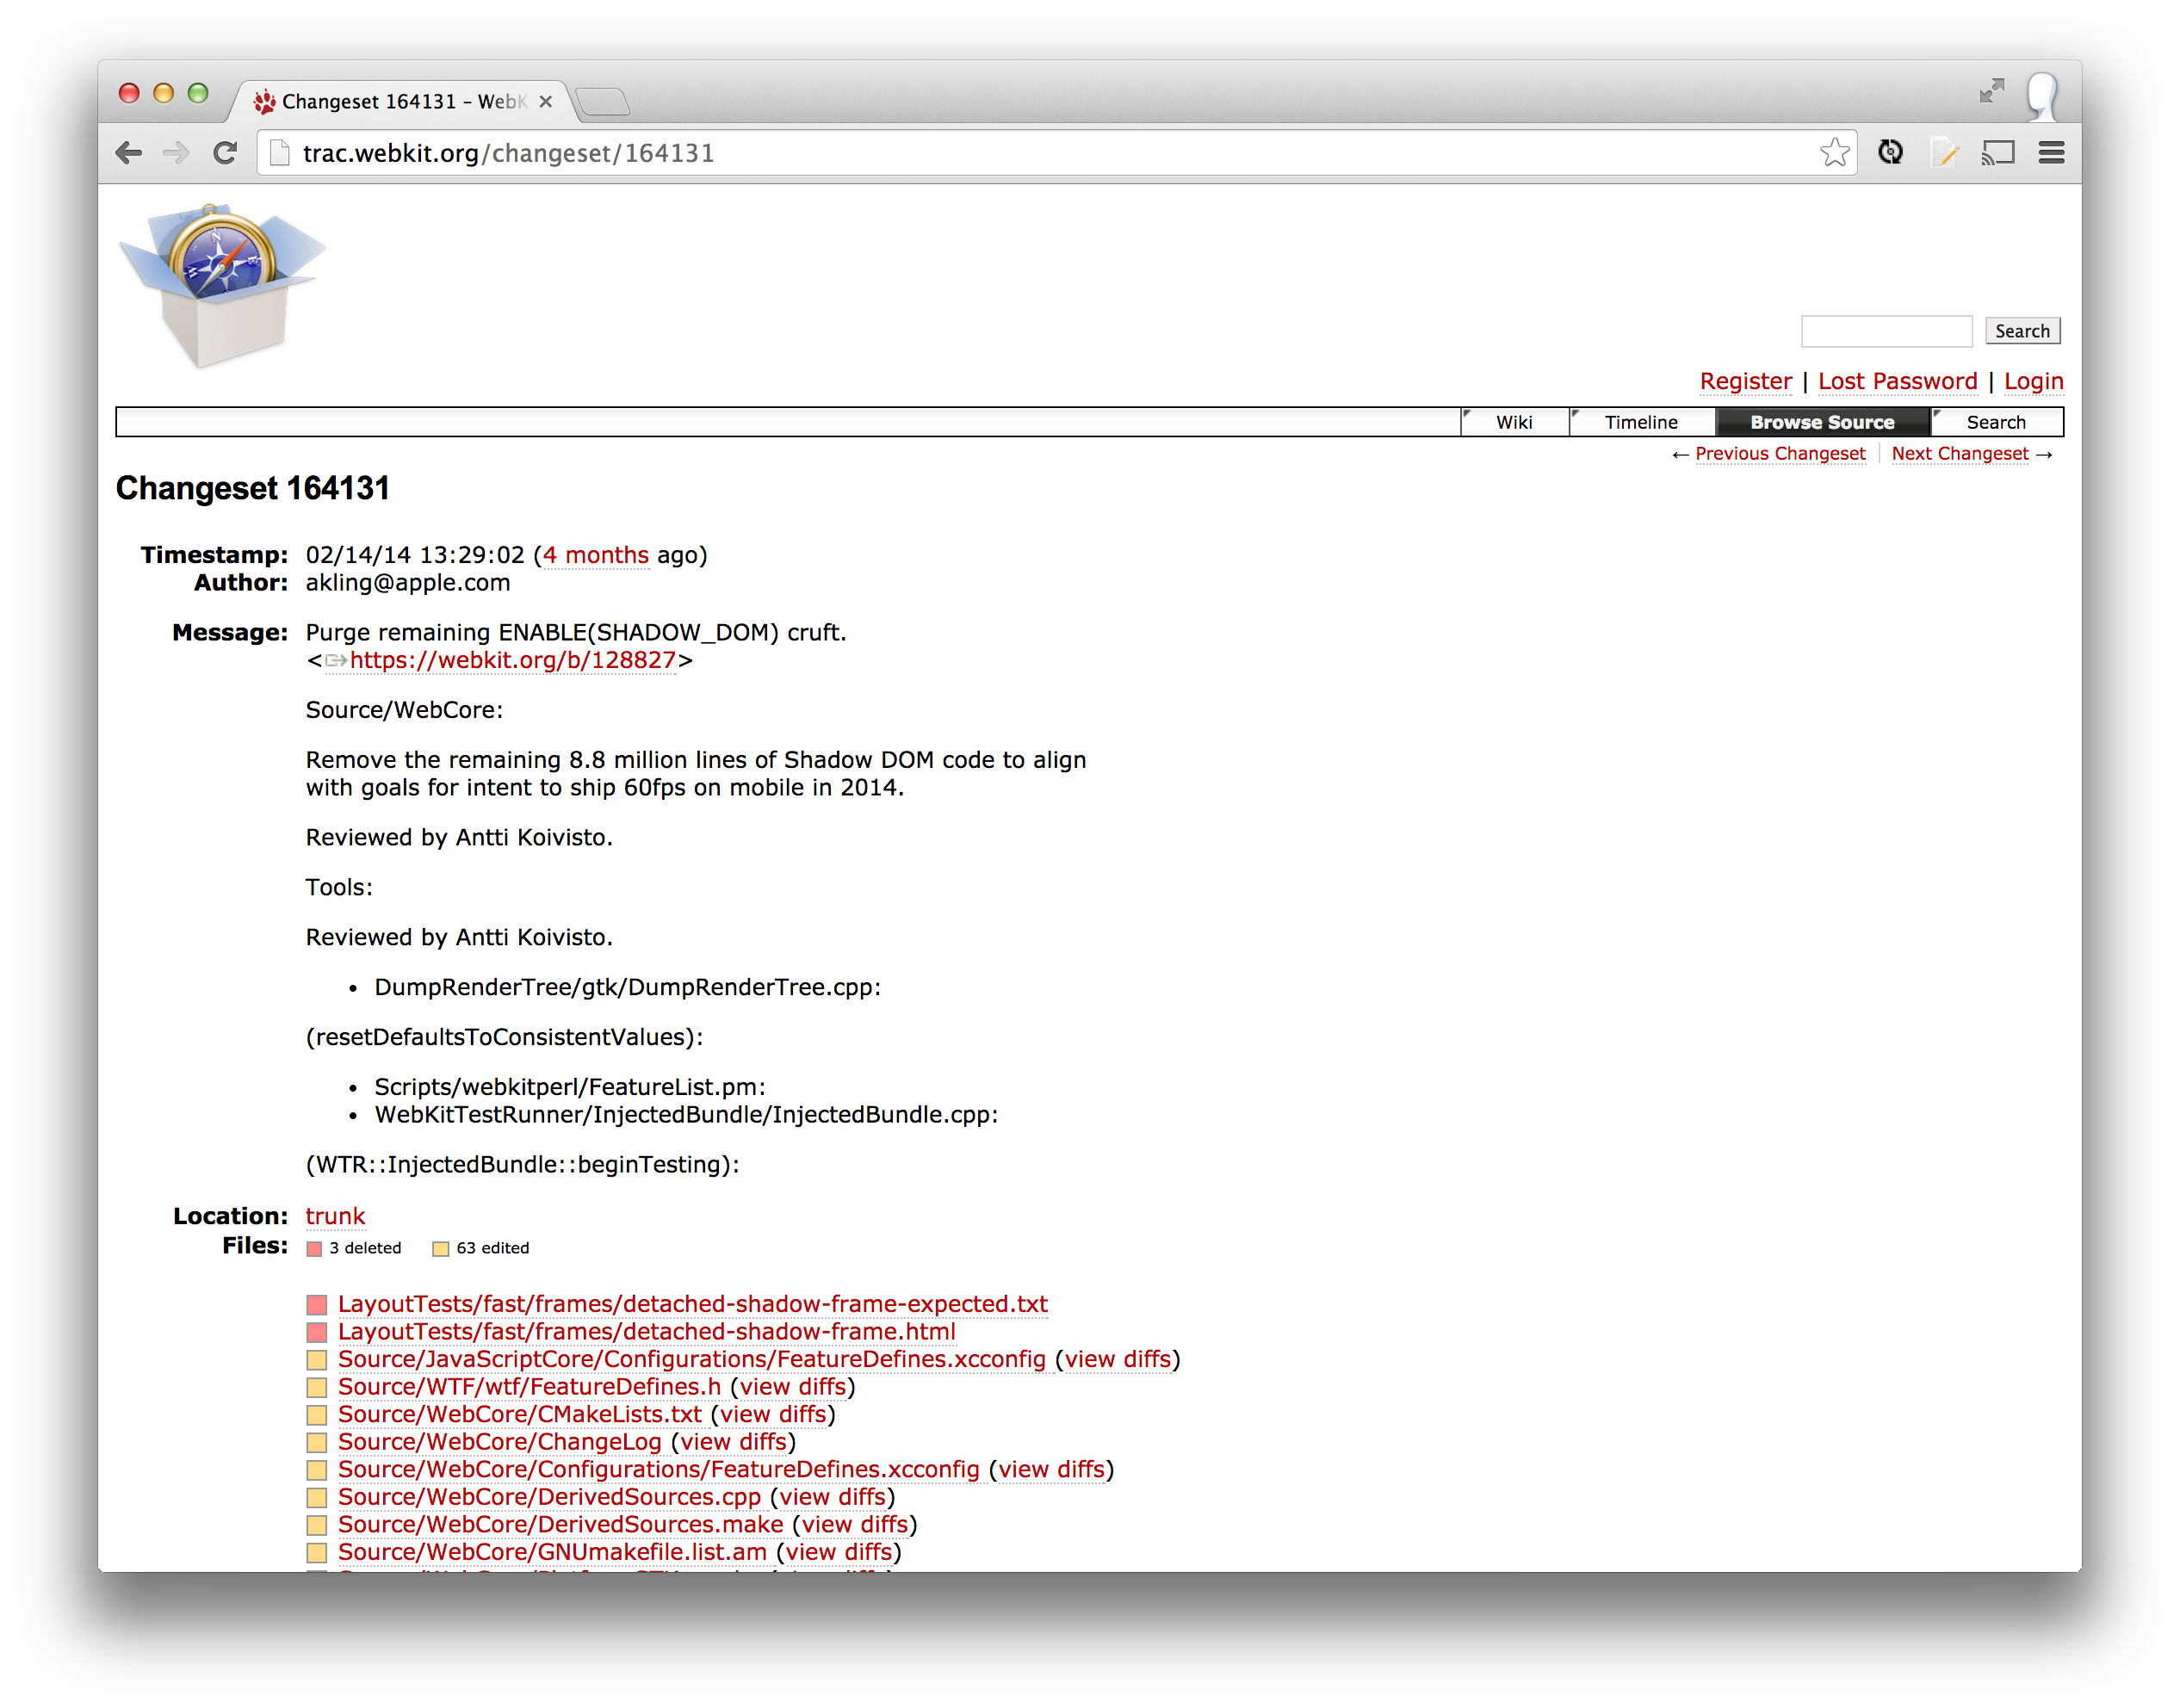 Changeset 164131 – WebK
trac.webkit.org/changeset/164131
N
W
E
Search
Register | Lost Password | Login
Wiki
Timeline
Browse Source
Search
← Previous Changeset
Next Changeset →
Changeset 164131
Timestamp: 02/14/14 13:29:02 (4 months ago)
Author: akling@apple.com
Message: Purge remaining ENABLE(SHADOW_DOM) cruft.
<https://webkit.org/b/128827>
Source/WebCore:
Remove the remaining 8.8 million lines of Shadow DOM code to align
with goals for intent to ship 60fps on mobile in 2014.
Reviewed by Antti Koivisto.
Tools:
Reviewed by Antti Koivisto.
• DumpRenderTree/gtk/DumpRenderTree.cpp:
(resetDefaultsToConsistentValues):
• Scripts/webkitperl/FeatureList.pm:
• WebKitTestRunner/InjectedBundle/InjectedBundle.cpp:
(WTR::InjectedBundle::beginTesting):
Location: trunk
Files: 3 deleted 63 edited
LayoutTests/fast/frames/detached-shadow-frame-expected.txt
LayoutTests/fast/frames/detached-shadow-frame.html
Source/JavaScriptCore/Configurations/FeatureDefines.xcconfig (view diffs)
Source/WTF/wtf/FeatureDefines.h (view diffs)
Source/WebCore/CMakeLists.txt (view diffs)
Source/WebCore/ChangeLog (view diffs)
Source/WebCore/Configurations/FeatureDefines.xcconfig (view diffs)
Source/WebCore/DerivedSources.cpp (view diffs)
Source/WebCore/DerivedSources.make (view diffs)
Source/WebCore/GNUmakefile.list.am (view diffs)